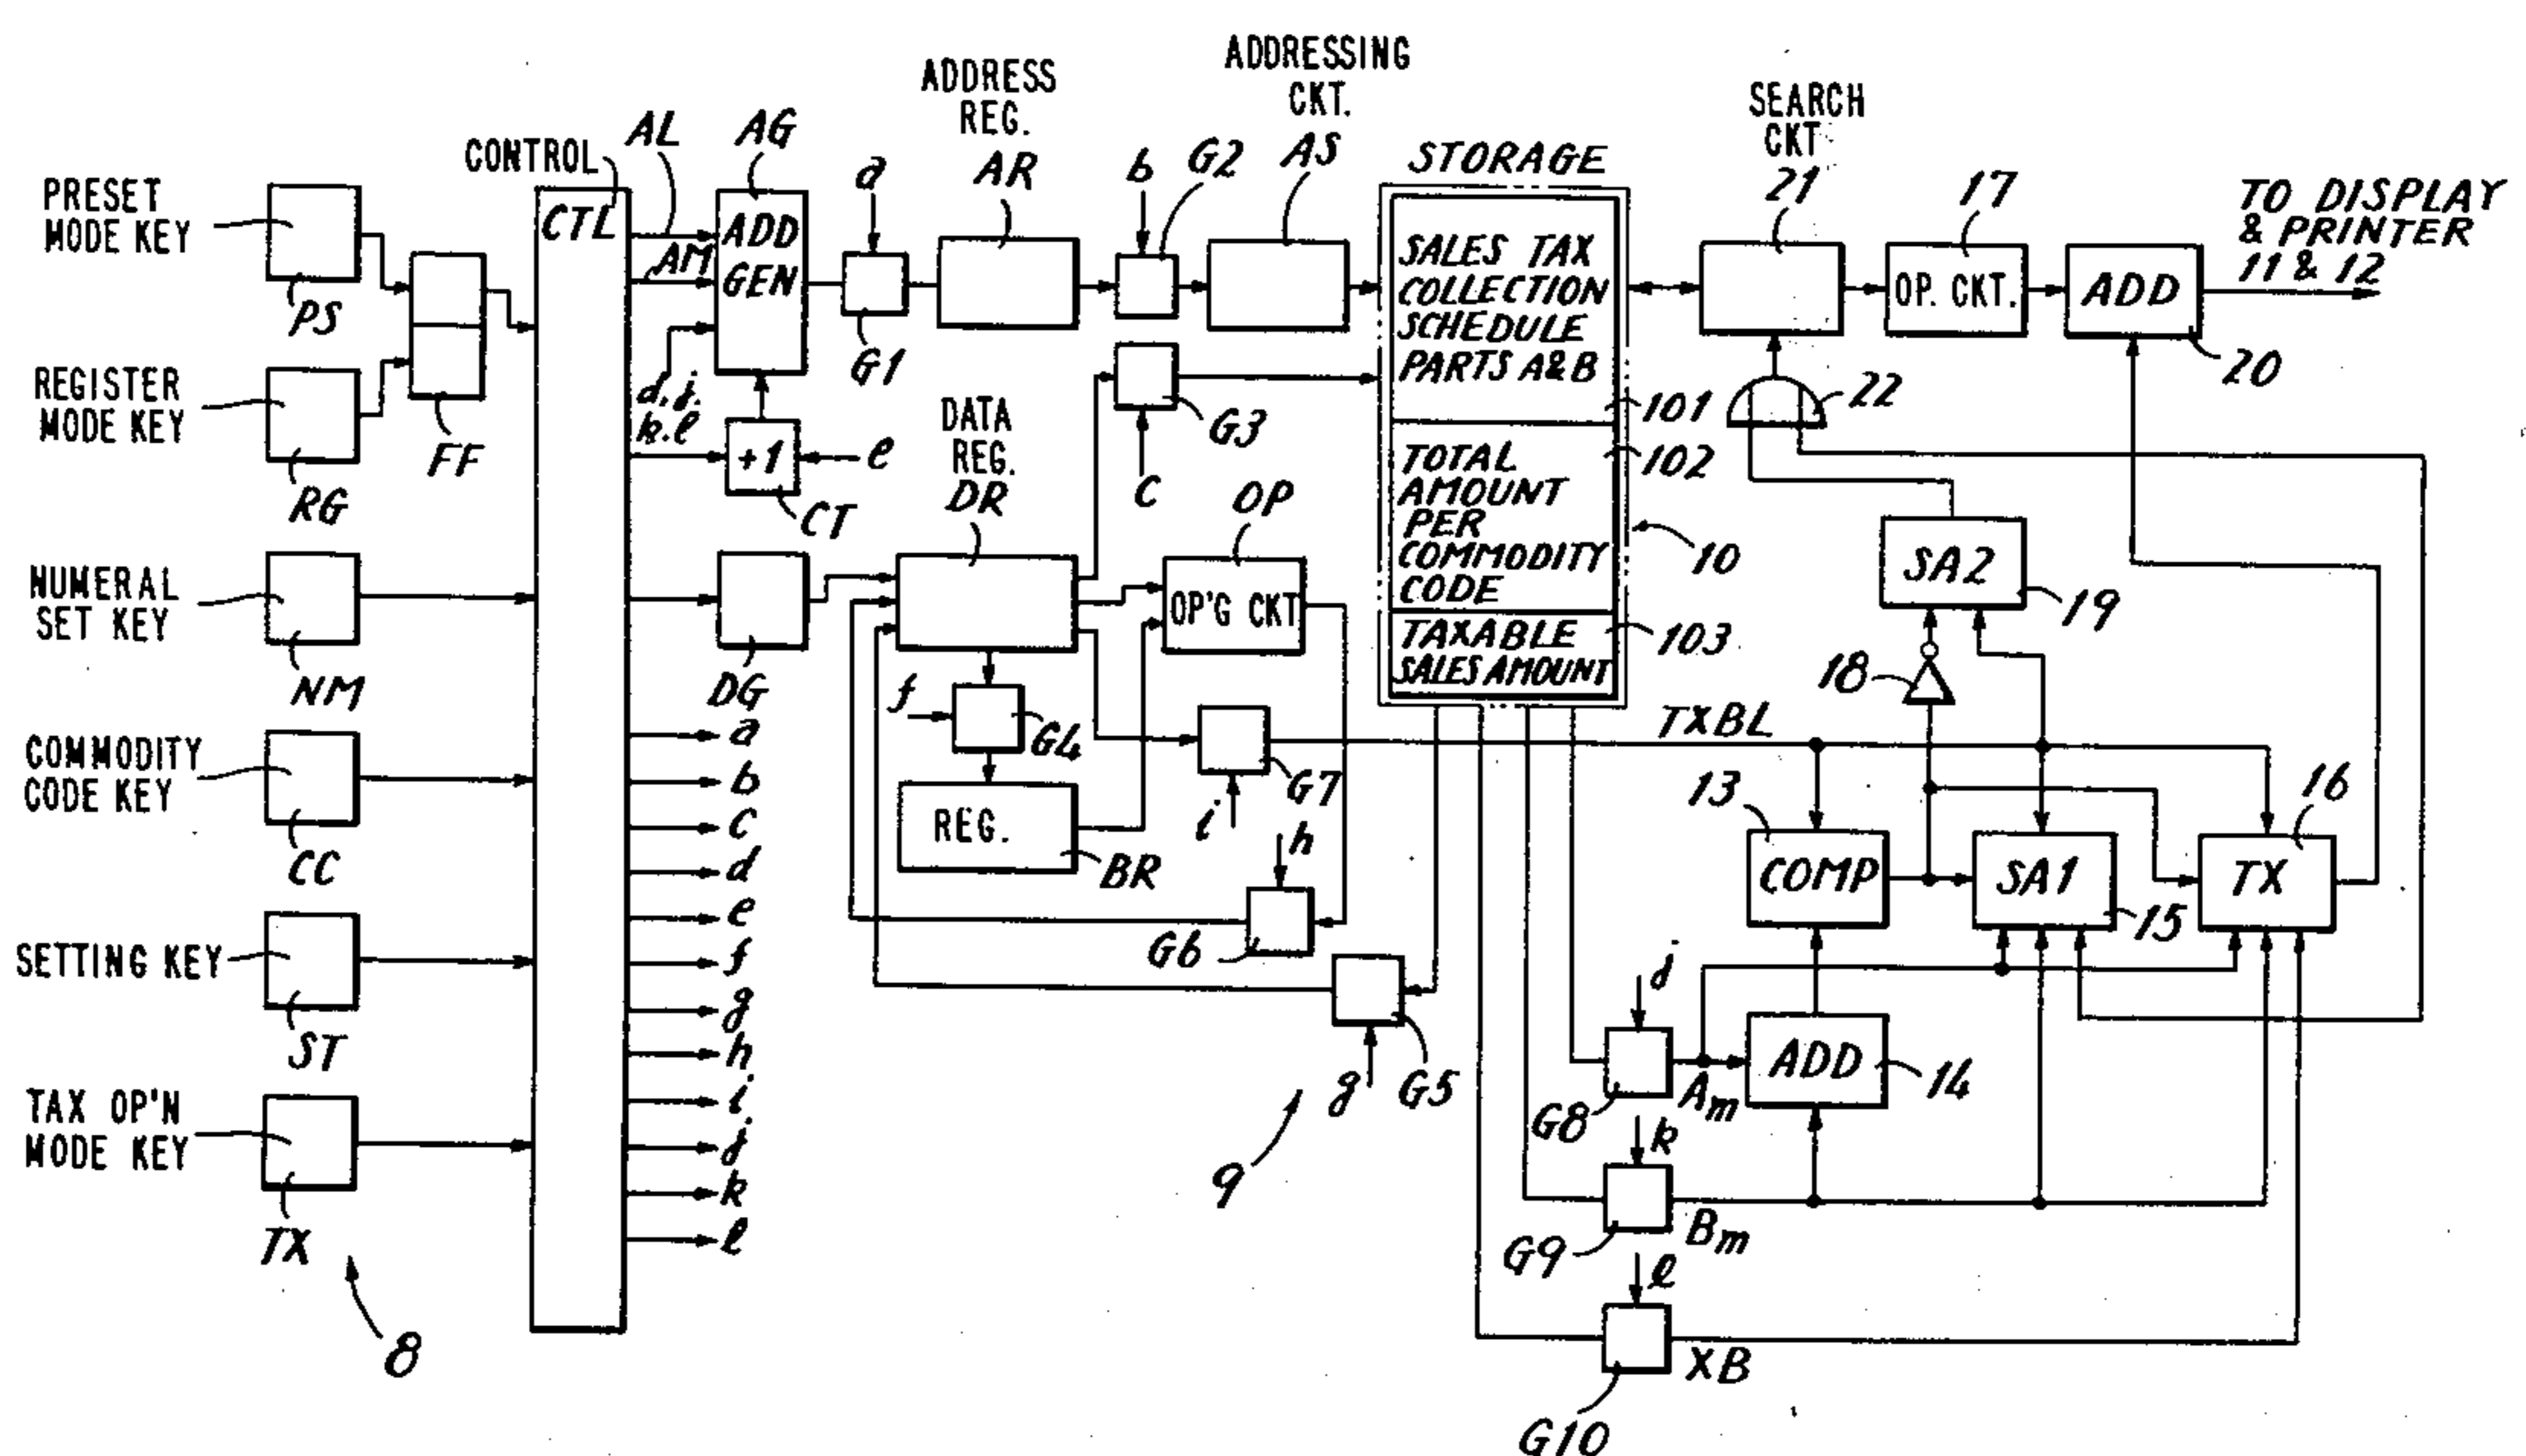 PRESET
MODE KEY
PS
REGISTER
MODE KEY
RG
FF
NUMERAL
SET KEY
NM
COMMODITY
CODE KEY
CC
SETTING KEY
ST
TAX OP'N
MODE KEY
TX
8
CONTROL
CTL
AL
AM
d.j.
k.l
AG
ADD
GEN
a
G1
+1
e
CT
DG
a
b
c
d
e
f
g
h
i
j
k
l
ADDRESS
REG.
AR
b
G2
ADDRESSING
CKT.
AS
G3
c
DATA
REG.
DR
OP
OP'G CKT
f
G4
REG.
BR
G7
i
h
G6
g
G5
9
STORAGE
SALES TAX
COLLECTION
SCHEDULE
PARTS A&B
101
TOTAL
AMOUNT
PER
COMMODITY
CODE
102
10
TAXABLE
SALES AMOUNT
103
SEARCH
CKT
21
17
OP. CKT.
ADD
20
TO DISPLAY
& PRINTER
11 & 12
22
SA2
19
18
TXBL
13
COMP
SA1
15
16
TX
j
G8
Am
ADD
14
k
G9
Bm
l
G10
XB